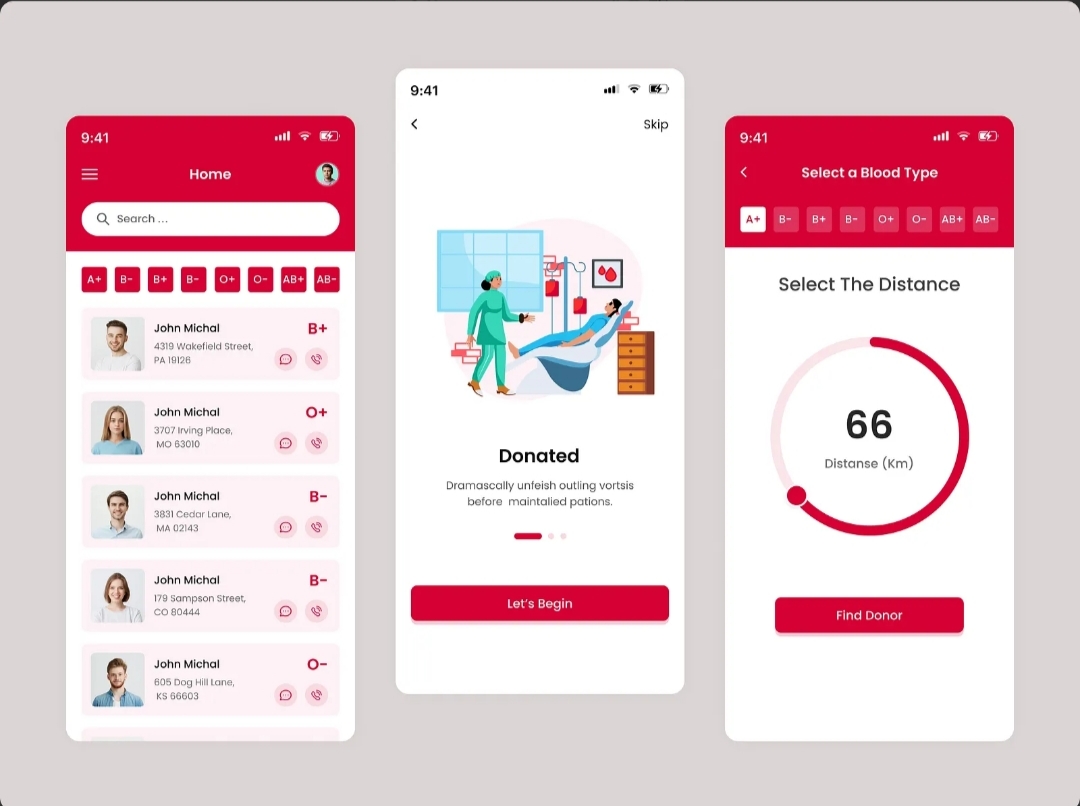 9:41
Home
Search ...
A+ B- B+ B- O+ O- AB+ AB-
John Michal B+
4319 Wakefield Street,
PA 19126
John Michal O+
3707 Irving Place,
MO 63010
John Michal B-
3831 Cedar Lane,
MA 02143
John Michal B-
179 Sampson Street,
CO 80444
John Michal O-
605 Dog Hill Lane,
KS 66603
9:41
Skip
Donated
Dramascally unfeish outling vortsis
before maintalied pations.
Let's Begin
9:41
Select a Blood Type
A+ B- B+ B- O+ O- AB+ AB-
Select The Distance
66
Distanse (Km)
Find Donor